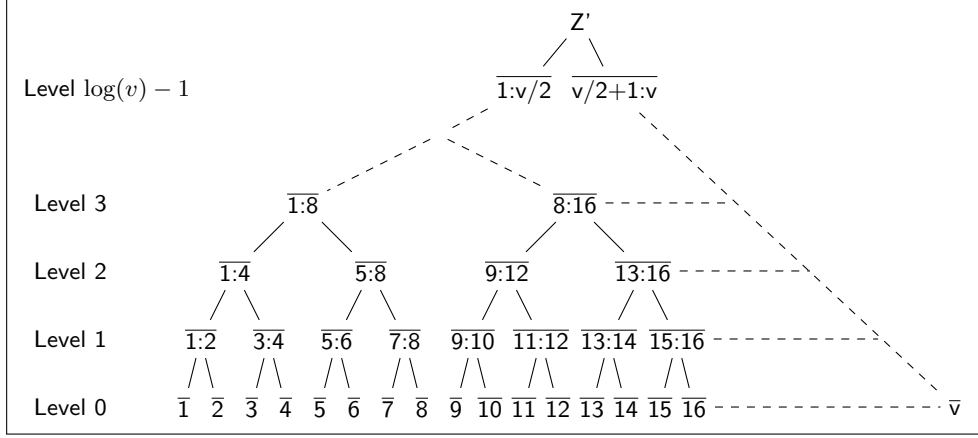 Z'
Level log(v) − 1 1:v/2 v/2+1:v
Level 3 1:8 8:16
Level 2 1:4 5:8 9:12 13:16
Level 1 1:2 3:4 5:6 7:8 9:10 11:12 13:14 15:16
Level 0 1 2 3 4 5 6 7 8 9 10 11 12 13 14 15 16 v